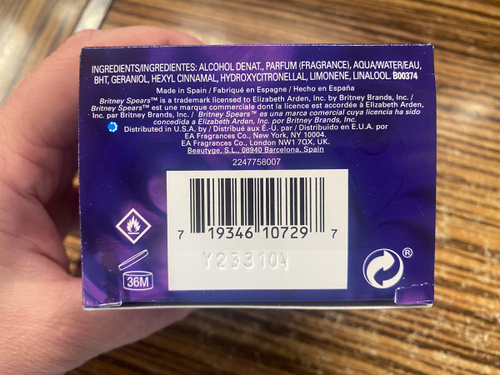 INGREDIENTS/INGREDIENTES: ALCOHOL DENAT., PARFUM (FRAGRANCE), AQUA/WATER/EAU,
BHT, GERANIOL, HEXYL CINNAMAL, HYDROXYCITRONELLAL, LIMONENE, LINALOOL. B00374
Made in Spain / Fabriqué en Espagne / Hecho en España
Britney Spears™ is a trademark licensed to Elizabeth Arden, Inc. by Britney Brands, Inc. /
Britney Spears™ est une marque commerciale dont la licence est accordée à Elizabeth Arden,
Inc. par Britney Brands, Inc. / Britney Spears™ es una marca comercial cuya licencia ha sido
concedida a Elizabeth Arden, Inc. por Britney Brands, Inc.
Distributed in U.S.A. by / Distribué aux É.-U. par / Distribuido en E.U.A. por
EA Fragrances Co., New York, NY 10004.
EA Fragrances Co., London NW1 7QX, UK.
Beautyge, S.L., 08940 Barcelona, Spain
2247758007
7 19346 10729 7
Y233104
36M
®